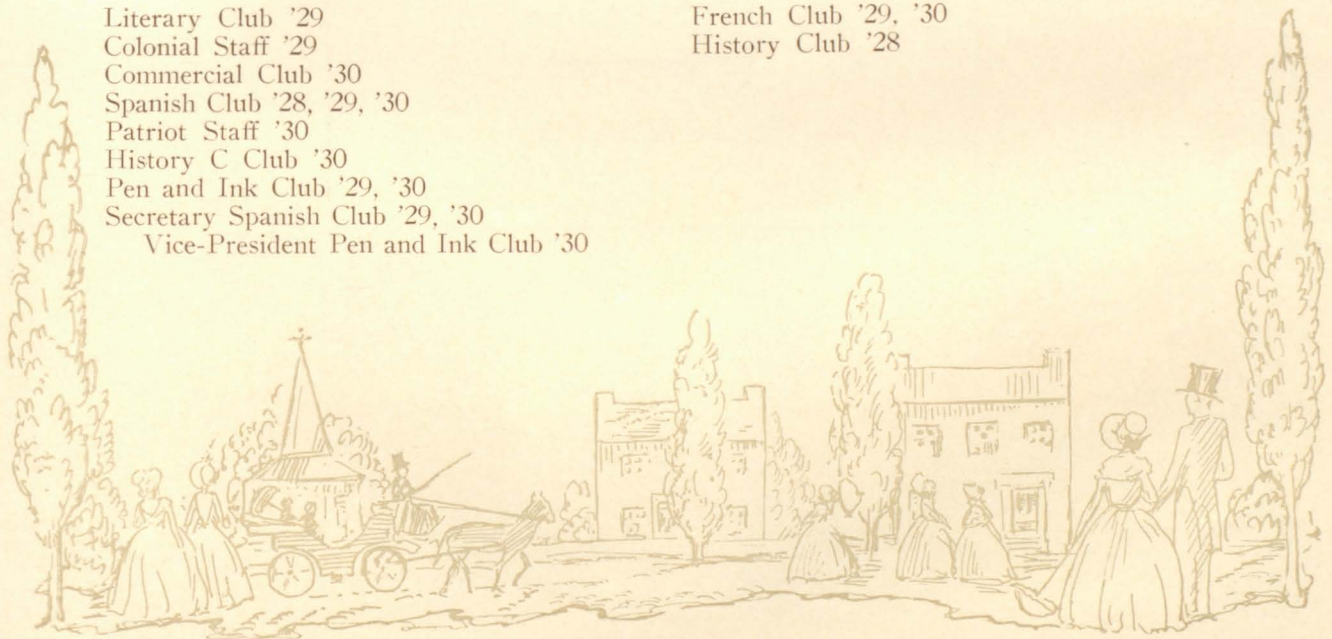 Literary Club '29
Colonial Staff '29
Commercial Club '30
Spanish Club '28, '29, '30
Patriot Staff '30
History C Club '30
Pen and Ink Club '29, '30
Secretary Spanish Club '29, '30
Vice-President Pen and Ink Club '30
French Club '29, '30
History Club '28